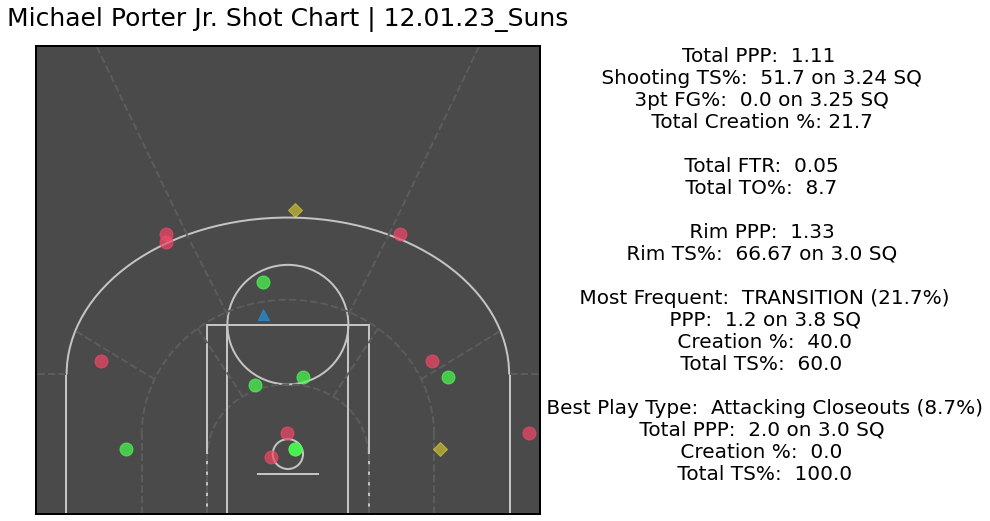 Michael Porter Jr. Shot Chart | 12.01.23_Suns
Total PPP:  1.11
Shooting TS%:  51.7 on 3.24 SQ
3pt FG%:  0.0 on 3.25 SQ
Total Creation %: 21.7
Total FTR:  0.05
Total TO%:  8.7
Rim PPP:  1.33
Rim TS%:  66.67 on 3.0 SQ
Most Frequent:  TRANSITION (21.7%)
PPP:  1.2 on 3.8 SQ
Creation %:  40.0
Total TS%:  60.0
Best Play Type:  Attacking Closeouts (8.7%)
Total PPP:  2.0 on 3.0 SQ
Creation %:  0.0
Total TS%:  100.0